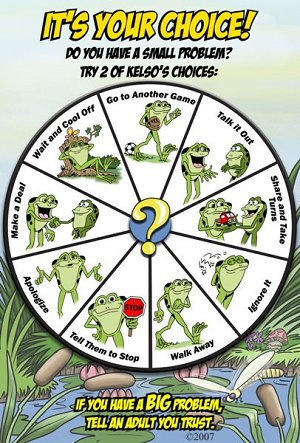 IT'S YOUR CHOICE!
DO YOU HAVE A SMALL PROBLEM?
TRY 2 OF KELSO'S CHOICES:
Go to Another Game
Talk it Out
Share and Take
Turns
Ignore It
Walk Away
Tell Them to Stop
STOP
Apologize
Make a Deal
Wait and Cool Off
?
IF YOU HAVE A BIG PROBLEM,
TELL AN ADULT YOU TRUST.
©2007